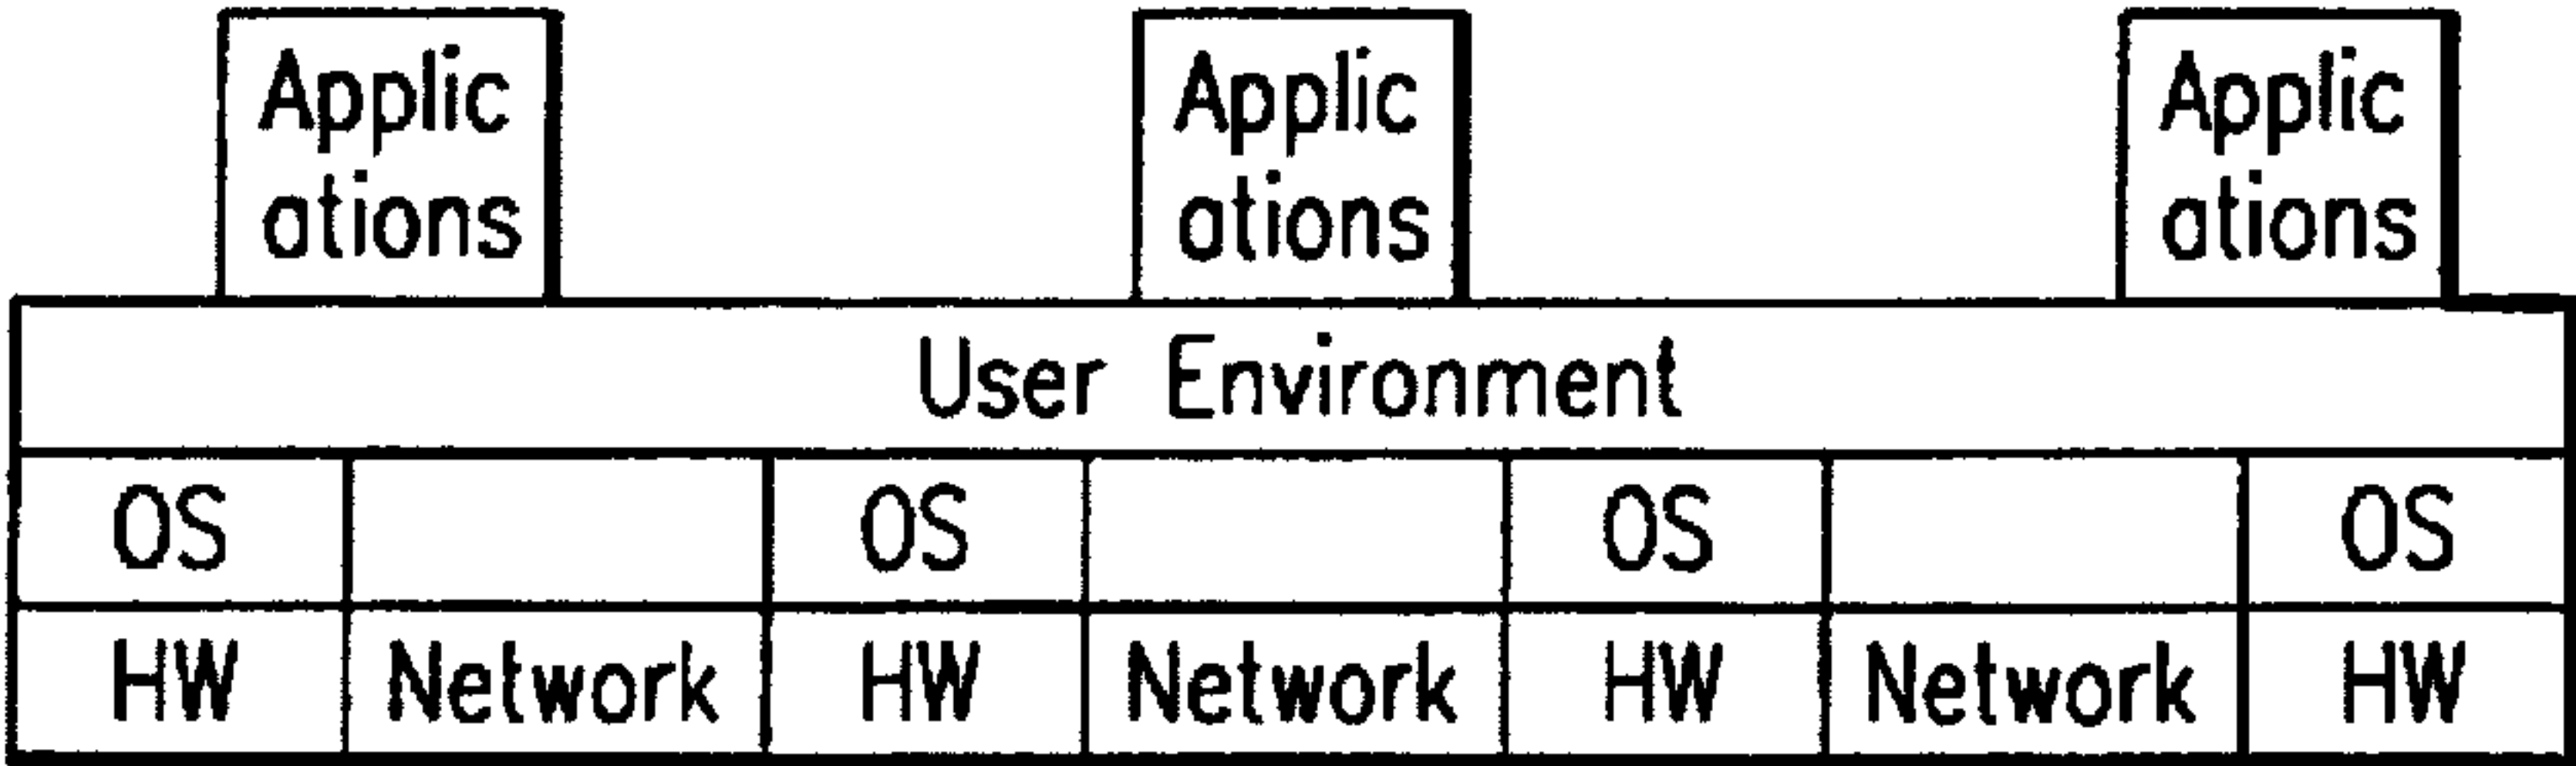 Applic Applic Applic
ations ations ations
User Environment
OS OS OS OS
HW Network HW Network HW Network HW